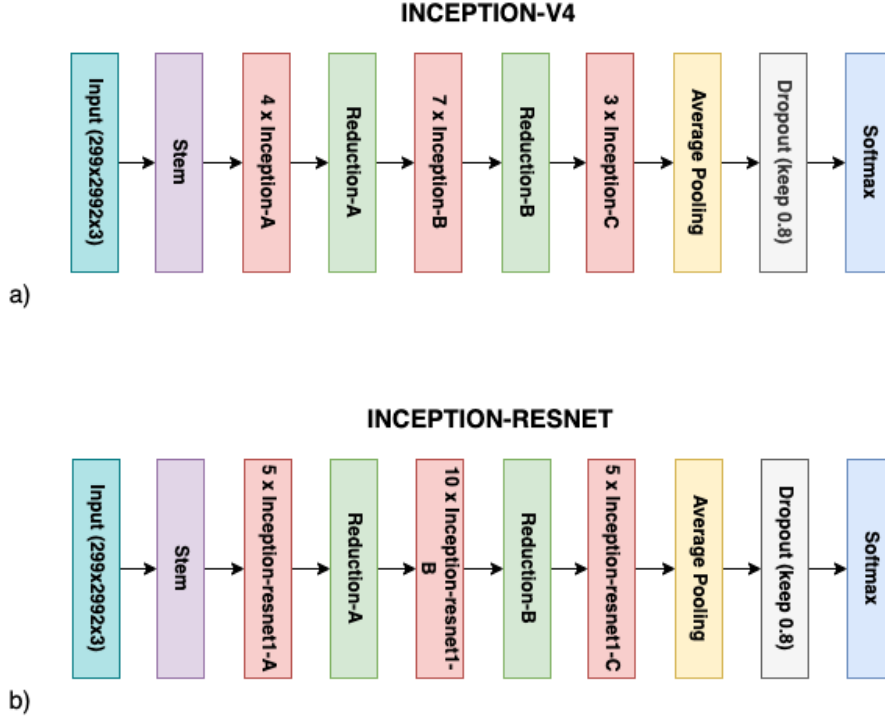 INCEPTION-V4
Input (299x2992x3)
Stem
4 x Inception-A
Reduction-A
7 x Inception-B
Reduction-B
3 x Inception-C
Average Pooling
Dropout (keep 0.8)
Softmax
a)
INCEPTION-RESNET
Input (299x2992x3)
Stem
5 x Inception-resnet1-A
Reduction-A
10 x Inception-resnet1-
B
Reduction-B
5 x Inception-resnet1-C
Average Pooling
Dropout (keep 0.8)
Softmax
b)